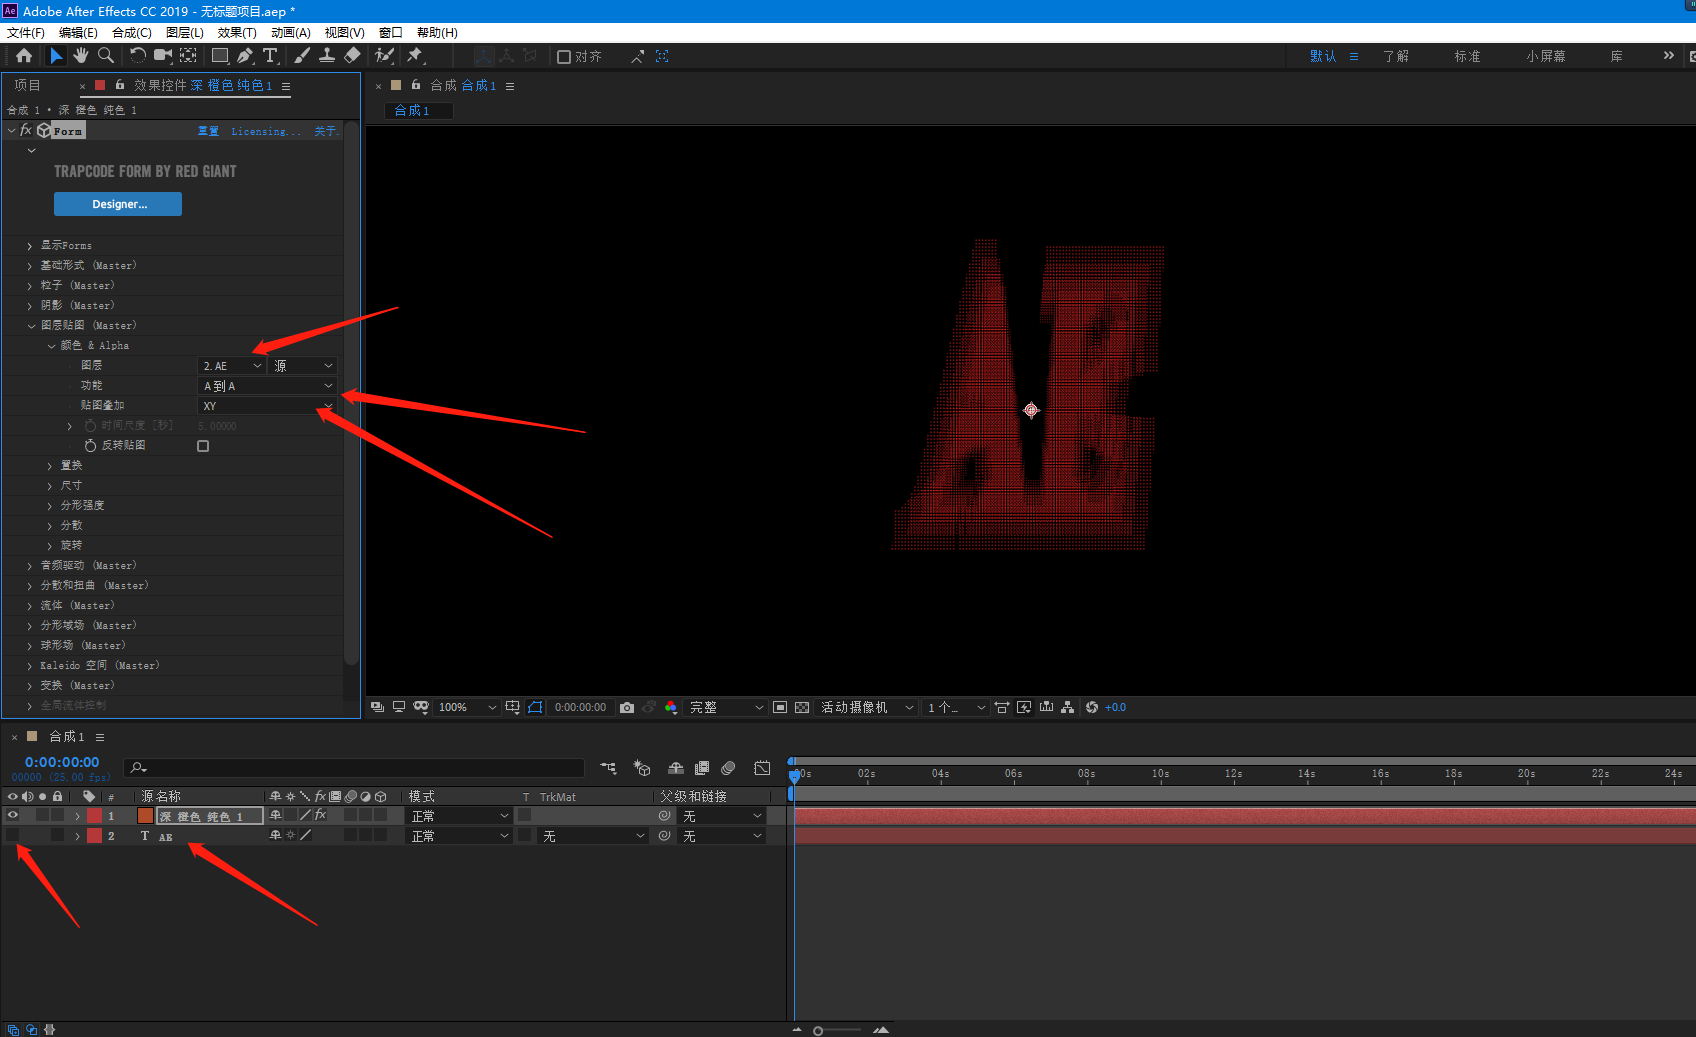 Ae Adobe After Effects CC 2019 - 无标题项目.aep *
文件(F) 编辑(E) 合成(C) 图层(L) 效果(T) 动画(A) 视图(V) 窗口 帮助(H)
对齐 默认 ≡ 了解 标准 小屏幕 库 »
项目 × 效果控件 深 橙色 纯色 1 ≡
合成 1 • 深 橙色 纯色 1
fx Form 重置 Licensing... 关于.
TRAPCODE FORM BY RED GIANT
Designer...
显示Forms
基础形式 (Master)
粒子 (Master)
阴影 (Master)
图层贴图 (Master)
颜色 & Alpha
图层 2. AE 源
功能 A 到 A
贴图叠加 XY
时间尺度 [秒] 5.00000
反转贴图
置换
尺寸
分形强度
分散
旋转
音频驱动 (Master)
分散和扭曲 (Master)
流体 (Master)
分形域场 (Master)
球形场 (Master)
Kaleido 空间 (Master)
变换 (Master)
全局流体控制
× 合成 合成 1 ≡
合成 1
AE
100% 0:00:00:00 完整 活动摄像机 1 个... +0.0
× 合成 1 ≡
0:00:00:00
00000 (25.00 fps)
00s 02s 04s 06s 08s 10s 12s 14s 16s 18s 20s 22s 24s
# 源名称 fx 模式 T TrkMat 父级和链接
1 深 橙色 纯色 1 fx 正常 无
2 T AE 正常 无 无